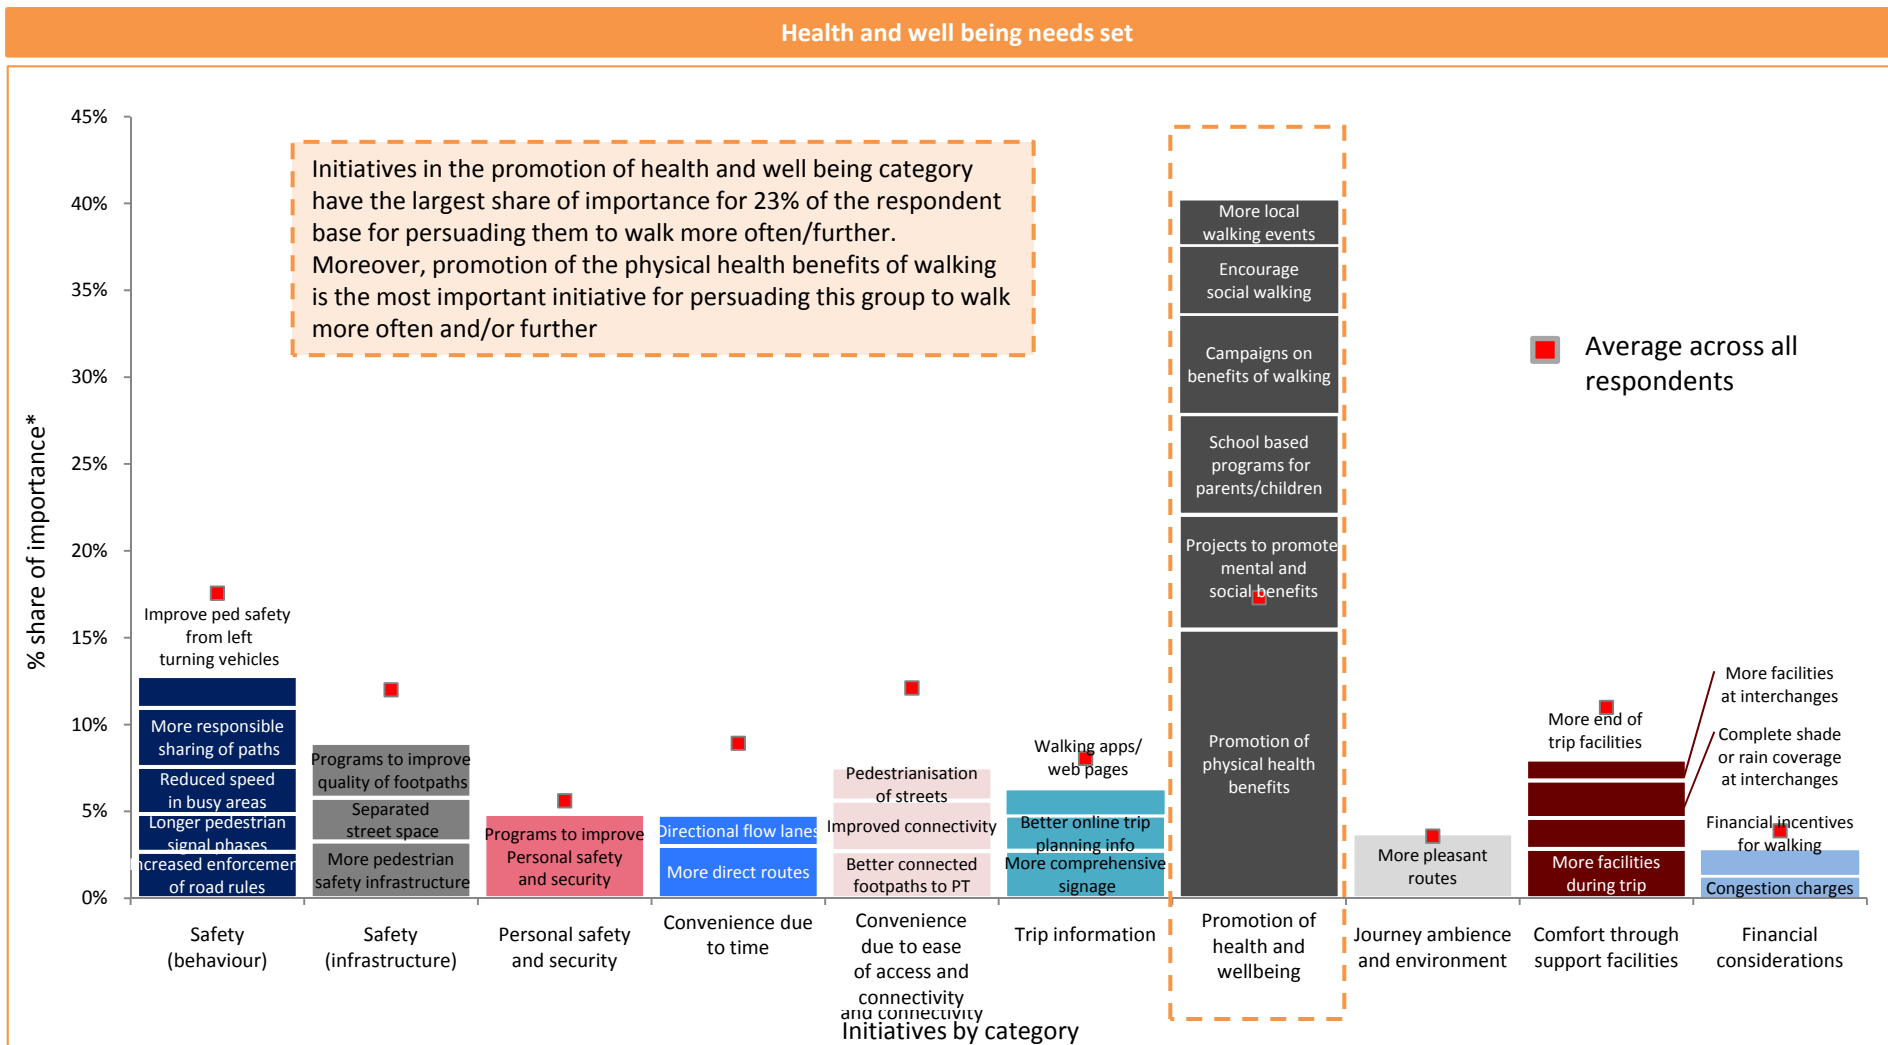 Health and well being needs set
45%
40%
35%
30%
25%
20%
15%
10%
5%
0%
% share of importance*
Initiatives in the promotion of health and well being category
have the largest share of importance for 23% of the respondent
base for persuading them to walk more often/further.
Moreover, promotion of the physical health benefits of walking
is the most important initiative for persuading this group to walk
more often and/or further
Average across all
respondents
Improve ped safety
from left
turning vehicles
More responsible
sharing of paths
Reduced speed
in busy areas
Longer pedestrian
signal phases
Increased enforcement
of road rules
Programs to improve
quality of footpaths
Separated
street space
More pedestrian
safety infrastructure
Programs to improve
Personal safety
and security
Directional flow lanes
More direct routes
Pedestrianisation
of streets
Improved connectivity
Better connected
footpaths to PT
Walking apps/
web pages
Better online trip
planning info
More comprehensive
signage
More local
walking events
Encourage
social walking
Campaigns on
benefits of walking
School based
programs for
parents/children
Projects to promote
mental and
social benefits
Promotion of
physical health
benefits
More pleasant
routes
More end of
trip facilities
More facilities
at interchanges
Complete shade
or rain coverage
at interchanges
More facilities
during trip
Financial incentives
for walking
Congestion charges
Safety
(behaviour)
Safety
(infrastructure)
Personal safety
and security
Convenience due
to time
Convenience
due to ease
of access and
connectivity
and connectivity
Trip information
Promotion of
health and
wellbeing
Journey ambience
and environment
Comfort through
support facilities
Financial
considerations
Initiatives by category